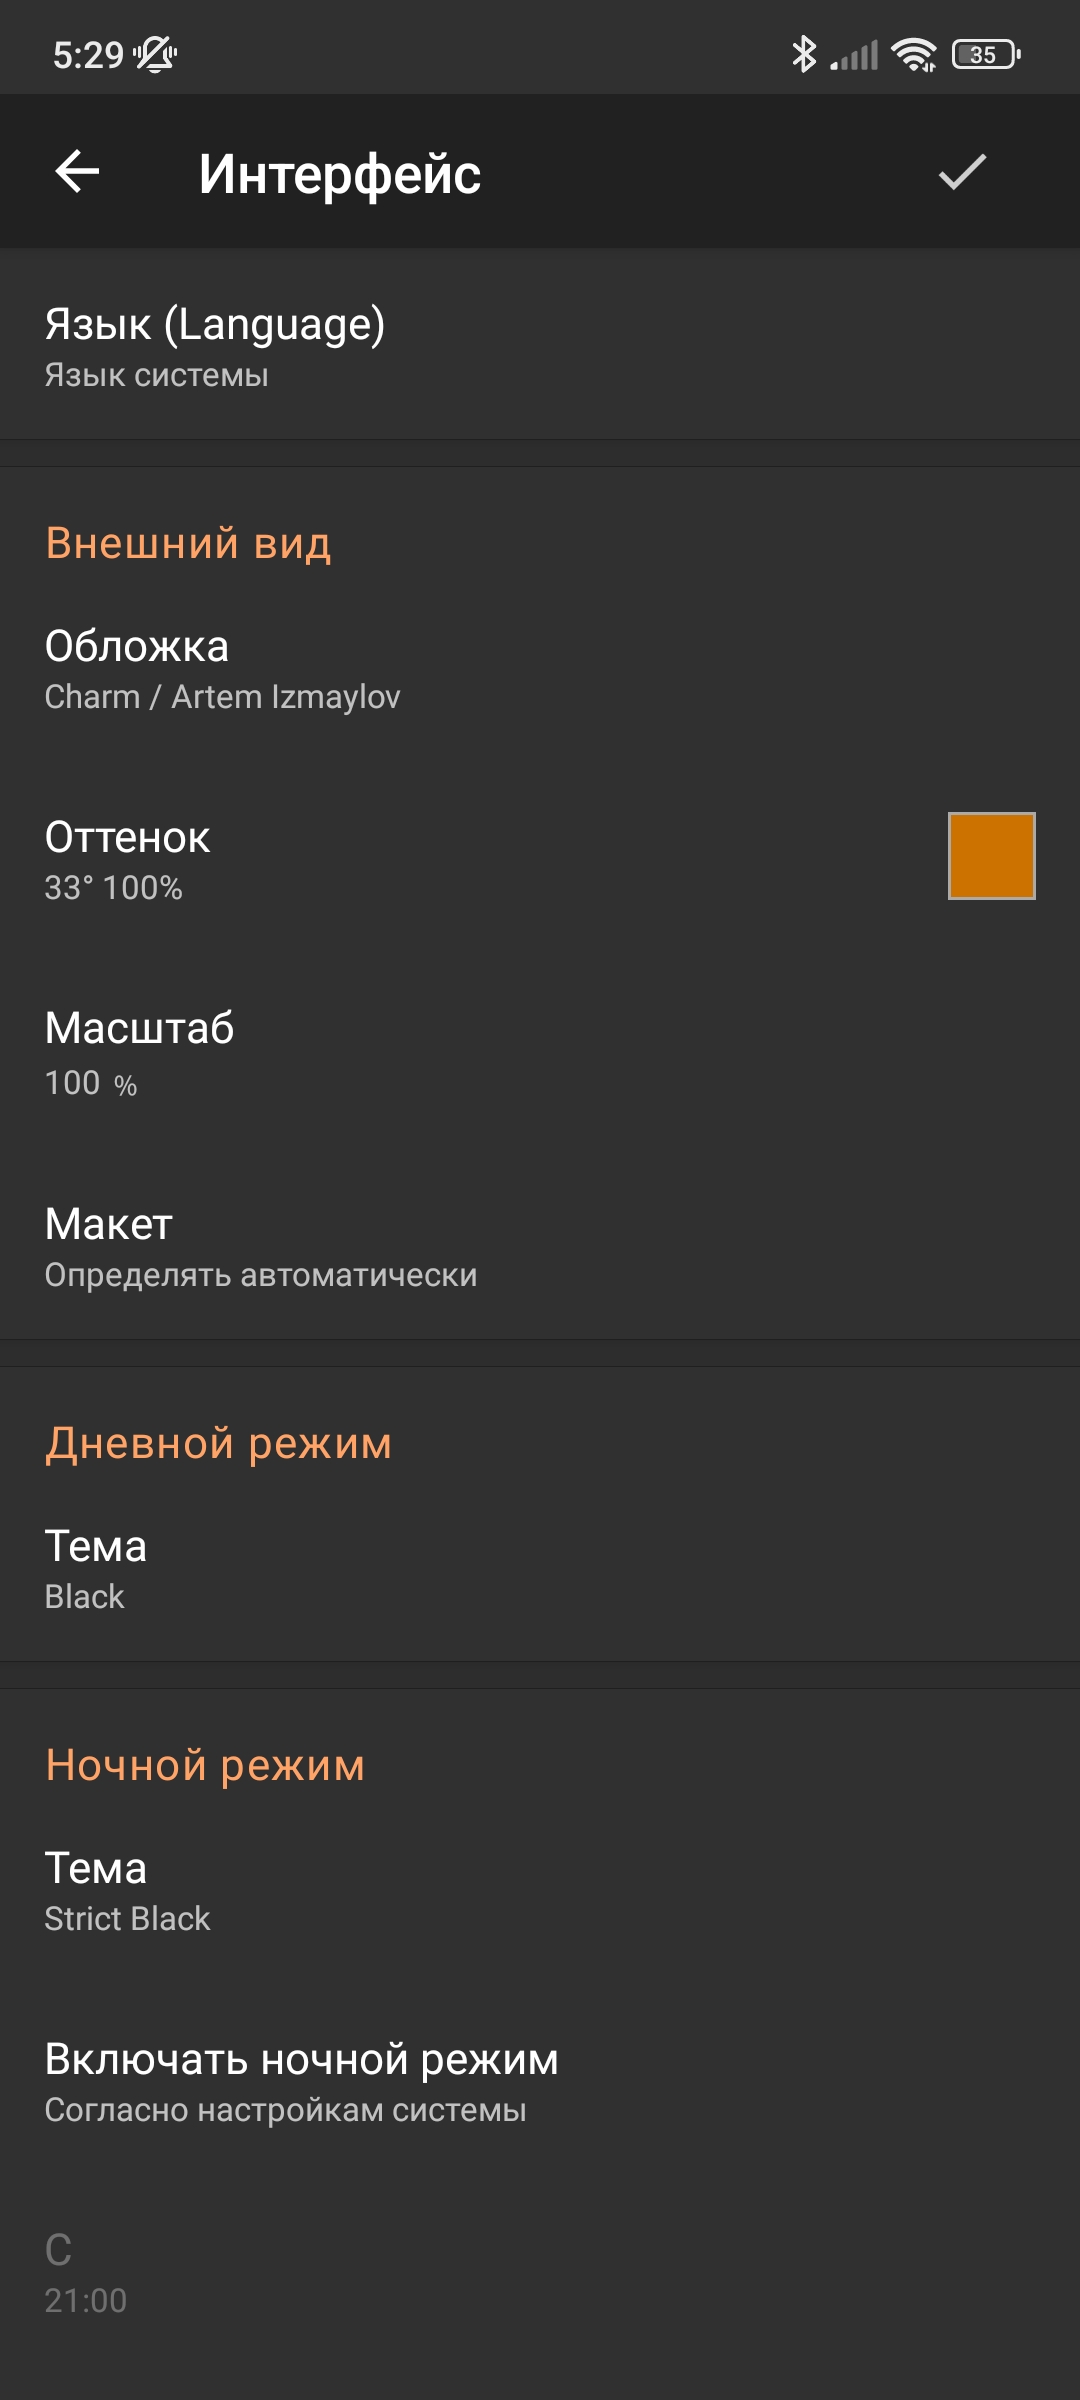 5:29
35
Интерфейс
Язык (Language)
Язык системы
Внешний вид
Обложка
Charm / Artem Izmaylov
Оттенок
33° 100%
Масштаб
100 %
Макет
Определять автоматически
Дневной режим
Тема
Black
Ночной режим
Тема
Strict Black
Включать ночной режим
Согласно настройкам системы
С
21:00